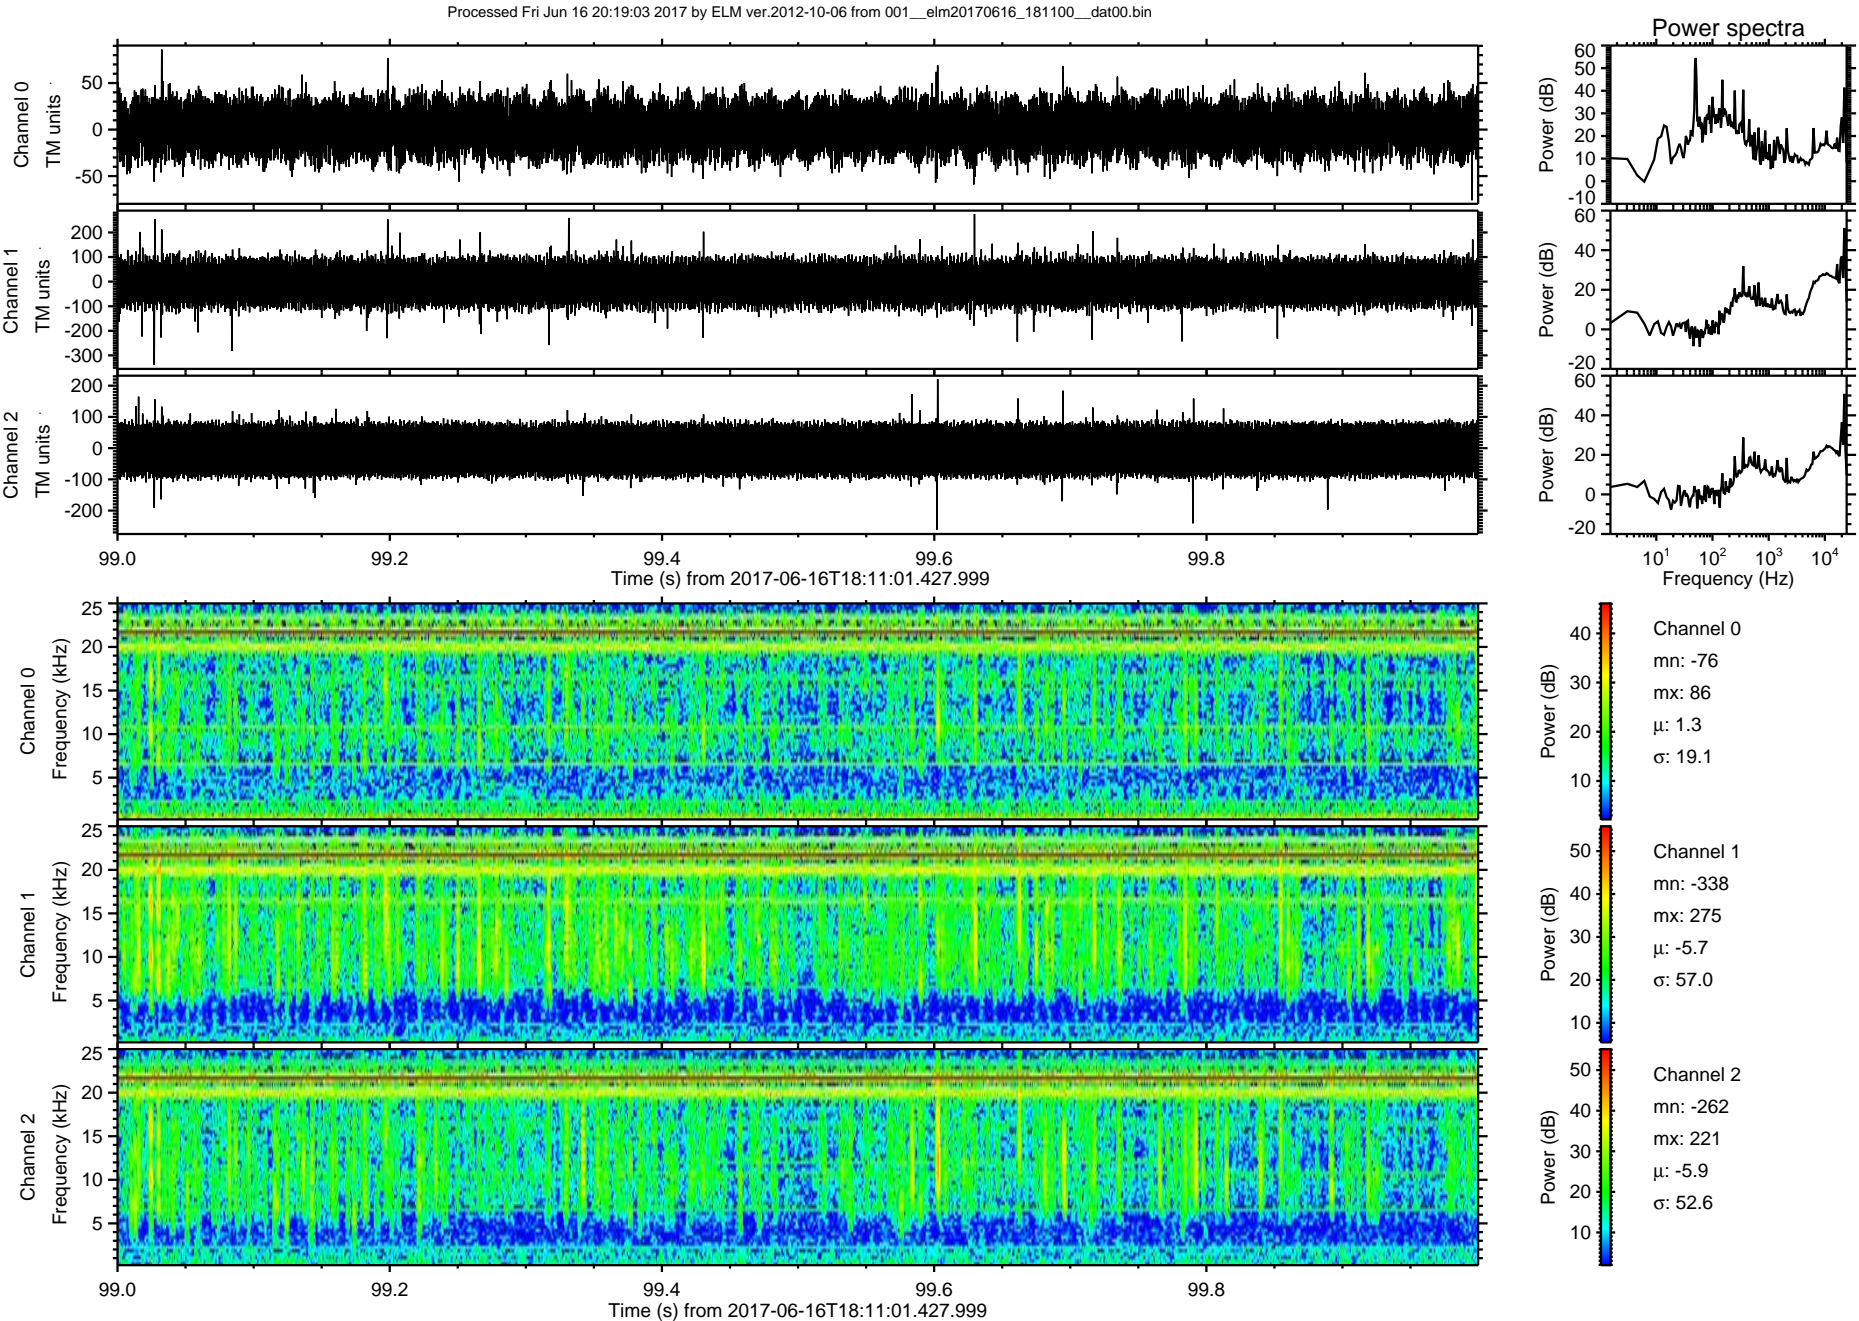 Processed Fri Jun 16 20:19:03 2017 by ELM ver.2012-10-06 from 001__elm20170616_181100__dat00.bin
Power spectra
Channel 0
TM units
50
0
-50
Power (dB)
60
50
40
30
20
10
0
-10
Channel 1
TM units
200
100
0
-100
-200
-300
Power (dB)
60
40
20
0
-20
Channel 2
TM units
200
100
0
-100
-200
Power (dB)
60
40
20
0
-20
99.0 99.2 99.4 99.6 99.8
Time (s) from 2017-06-16T18:11:01.427.999
10^1 10^2 10^3 10^4
Frequency (Hz)
Channel 0
Frequency (kHz)
25
20
15
10
5
Power (dB)
40
30
20
10
Channel 0
mn: -76
mx: 86
μ: 1.3
σ: 19.1
Channel 1
Frequency (kHz)
25
20
15
10
5
Power (dB)
50
40
30
20
10
Channel 1
mn: -338
mx: 275
μ: -5.7
σ: 57.0
Channel 2
Frequency (kHz)
25
20
15
10
5
Power (dB)
50
40
30
20
10
Channel 2
mn: -262
mx: 221
μ: -5.9
σ: 52.6
99.0 99.2 99.4 99.6 99.8
Time (s) from 2017-06-16T18:11:01.427.999